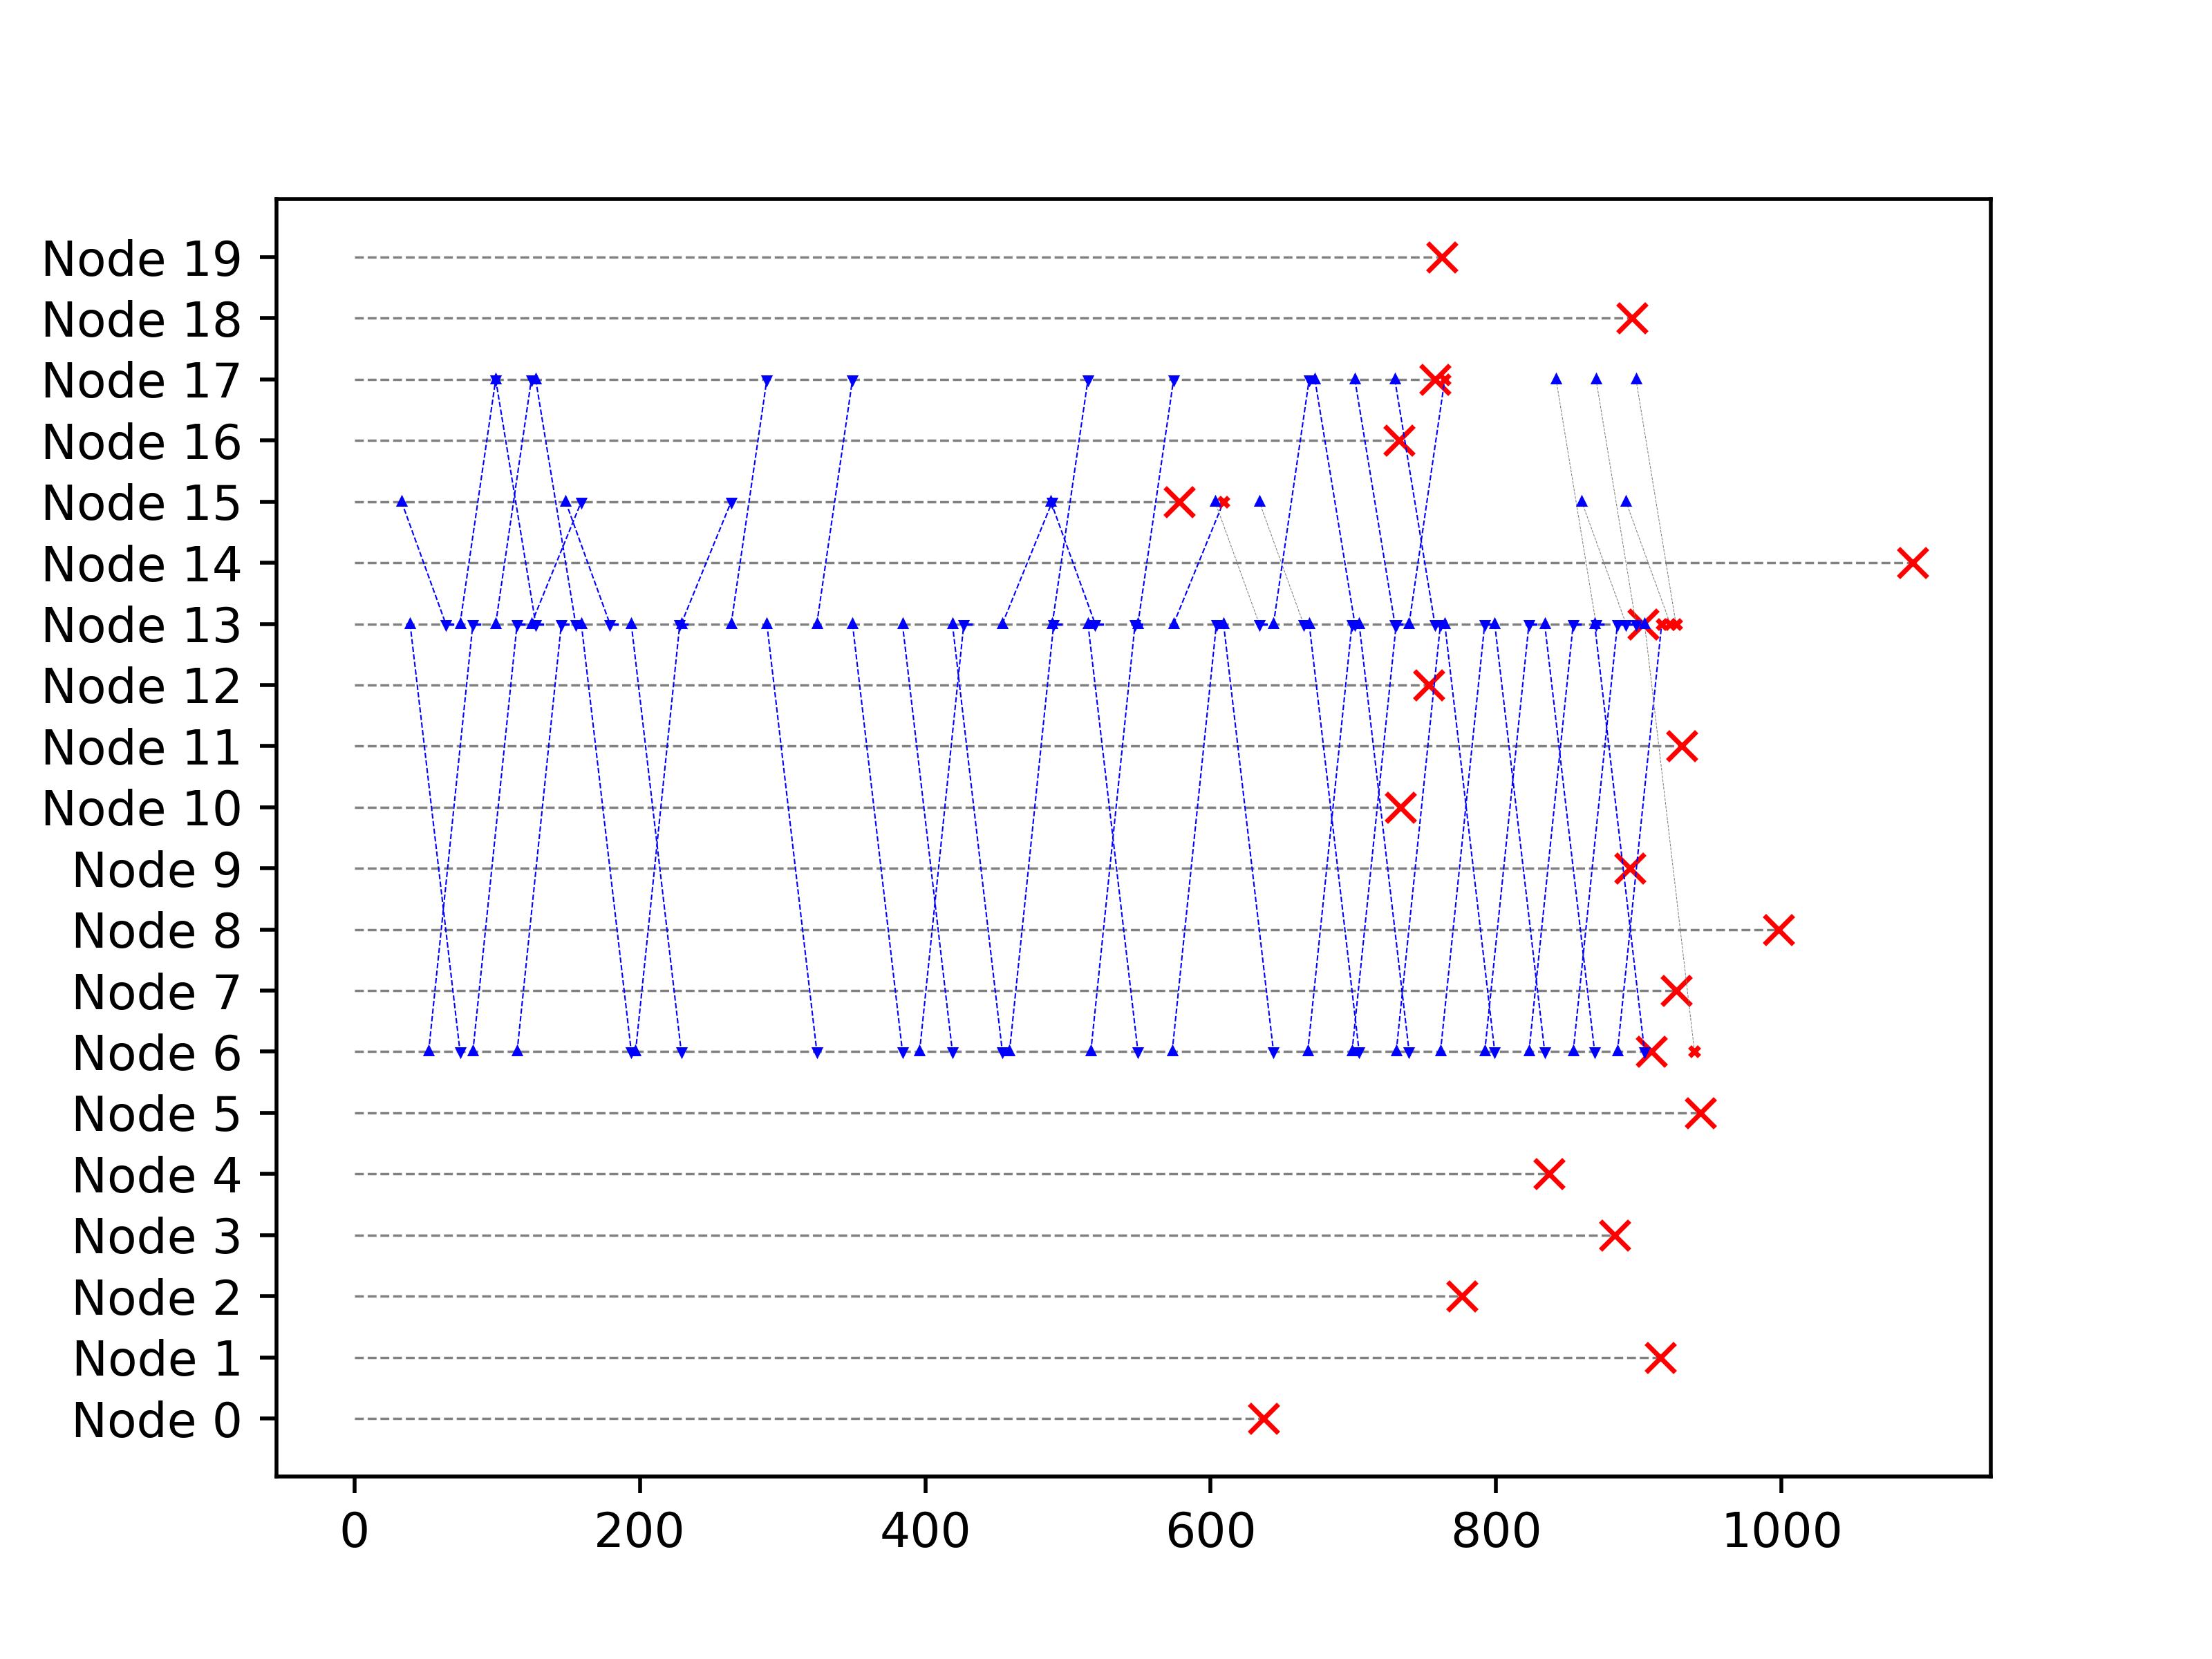 Node 19
Node 18
Node 17
Node 16
Node 15
Node 14
Node 13
Node 12
Node 11
Node 10
Node 9
Node 8
Node 7
Node 6
Node 5
Node 4
Node 3
Node 2
Node 1
Node 0
0 200 400 600 800 1000